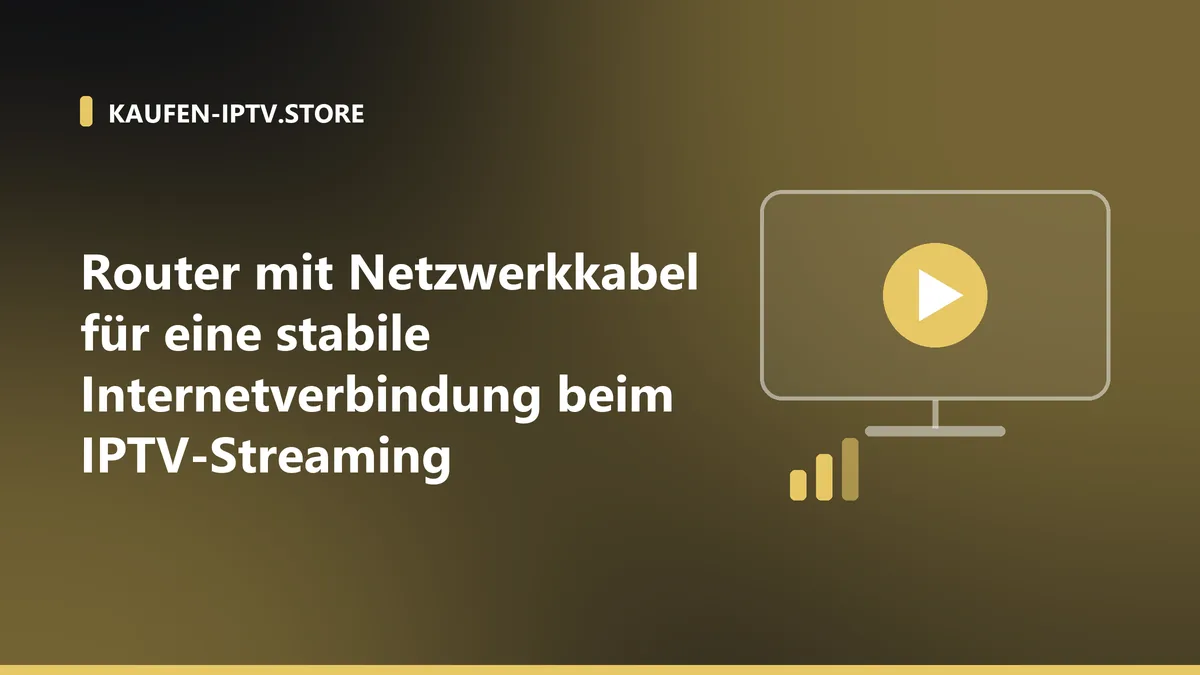 KAUFEN-IPTV.STORE
Router mit Netzwerkkabel
für eine stabile
Internetverbindung beim
IPTV-Streaming